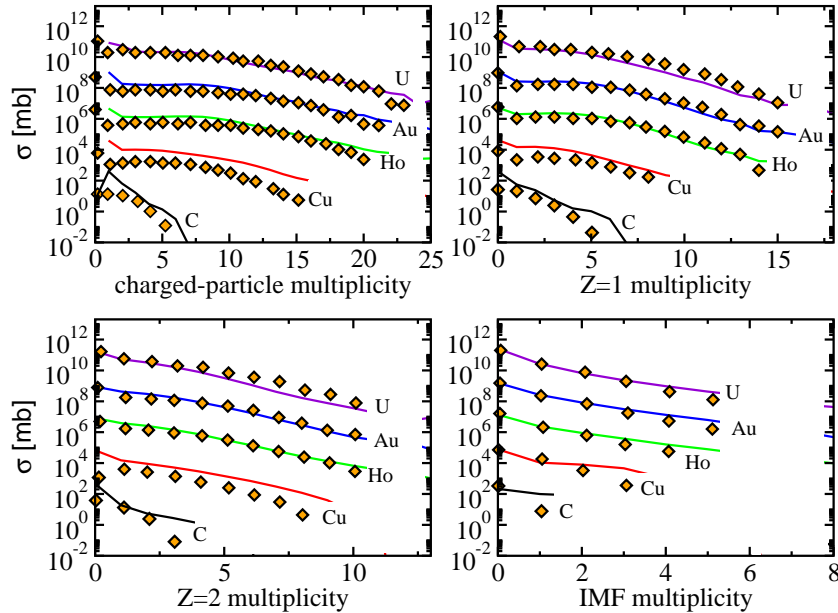 σ [mb]
10^12
10^10
10^8
10^6
10^4
10^2
10^0
10^-2
0 5 10 15 20 25
charged-particle multiplicity
U
Au
Ho
Cu
C
10^12
10^10
10^8
10^6
10^4
10^2
10^0
10^-2
0 5 10 15
Z=1 multiplicity
U
Au
Ho
Cu
C
σ [mb]
10^12
10^10
10^8
10^6
10^4
10^2
10^0
10^-2
0 5 10
Z=2 multiplicity
U
Au
Ho
Cu
C
10^12
10^10
10^8
10^6
10^4
10^2
10^0
10^-2
0 2 4 6 8
IMF multiplicity
U
Au
Ho
Cu
C